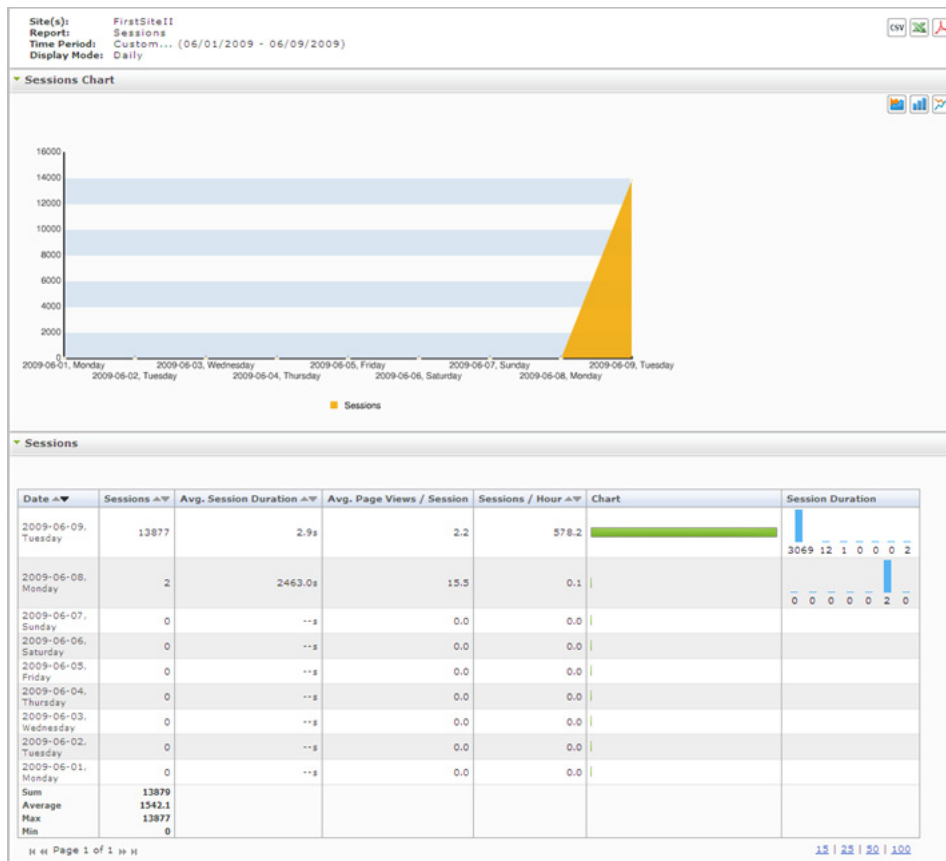 Site(s): FirstSiteII
Report: Sessions
Time Period: Custom... (06/01/2009 - 06/09/2009)
Display Mode: Daily
CSV
Sessions Chart
16000
14000
12000
10000
8000
6000
4000
2000
0
2009-06-01, Monday
2009-06-02, Tuesday
2009-06-03, Wednesday
2009-06-04, Thursday
2009-06-05, Friday
2009-06-06, Saturday
2009-06-07, Sunday
2009-06-08, Monday
2009-06-09, Tuesday
Sessions
Sessions
Date Sessions Avg. Session Duration Avg. Page Views / Session Sessions / Hour Chart Session Duration
2009-06-09, Tuesday 13877 2.9s 2.2 578.2 3069 12 1 0 0 0 2
2009-06-08, Monday 2 2463.0s 15.5 0.1 0 0 0 0 0 2 0
2009-06-07, Sunday 0 --s 0.0 0.0
2009-06-06, Saturday 0 --s 0.0 0.0
2009-06-05, Friday 0 --s 0.0 0.0
2009-06-04, Thursday 0 --s 0.0 0.0
2009-06-03, Wednesday 0 --s 0.0 0.0
2009-06-02, Tuesday 0 --s 0.0 0.0
2009-06-01, Monday 0 --s 0.0 0.0
Sum 13879
Average 1542.1
Max 13877
Min 0
Page 1 of 1
15 | 25 | 50 | 100